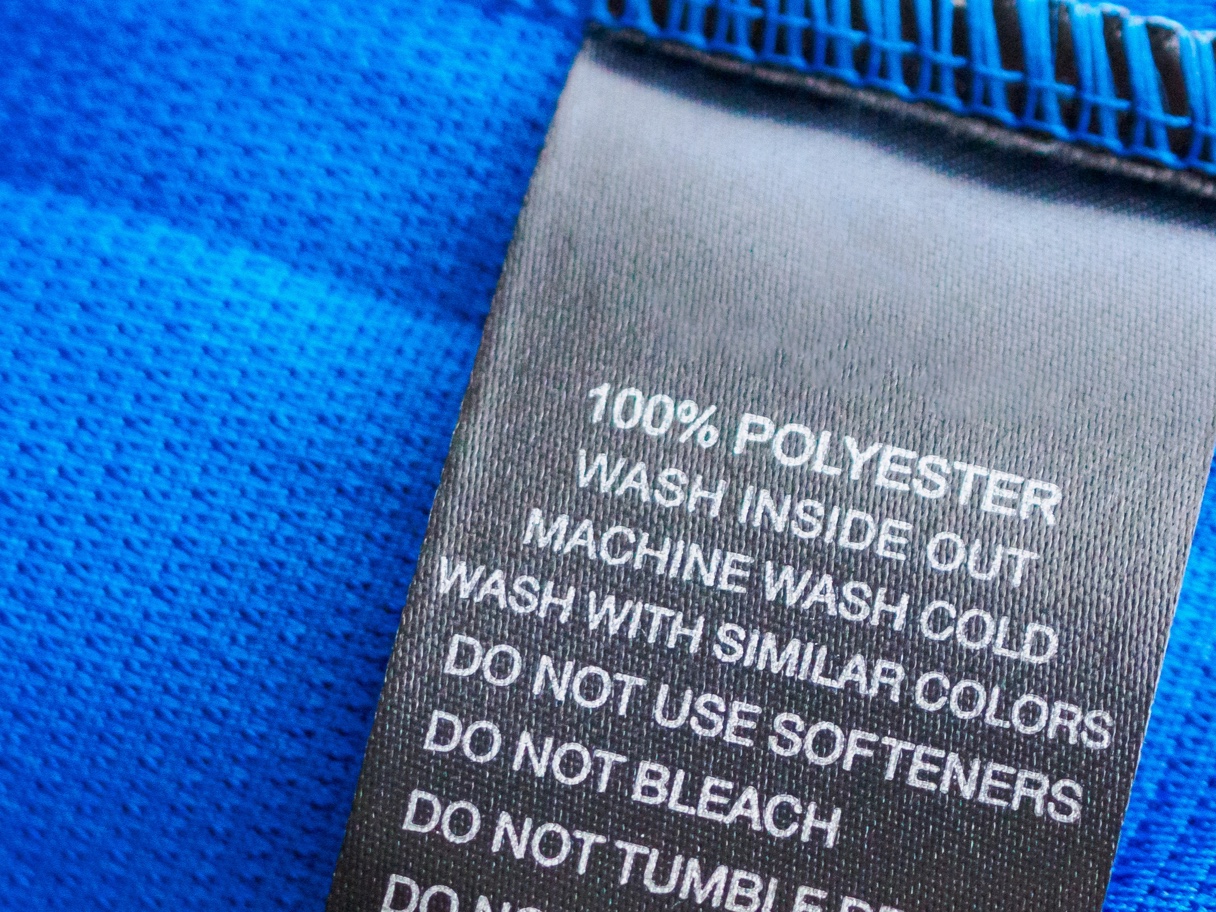 100% POLYESTER
WASH INSIDE OUT
MACHINE WASH COLD
WASH WITH SIMILAR COLORS
DO NOT USE SOFTENERS
DO NOT BLEACH
DO NOT TUMBLE
DO